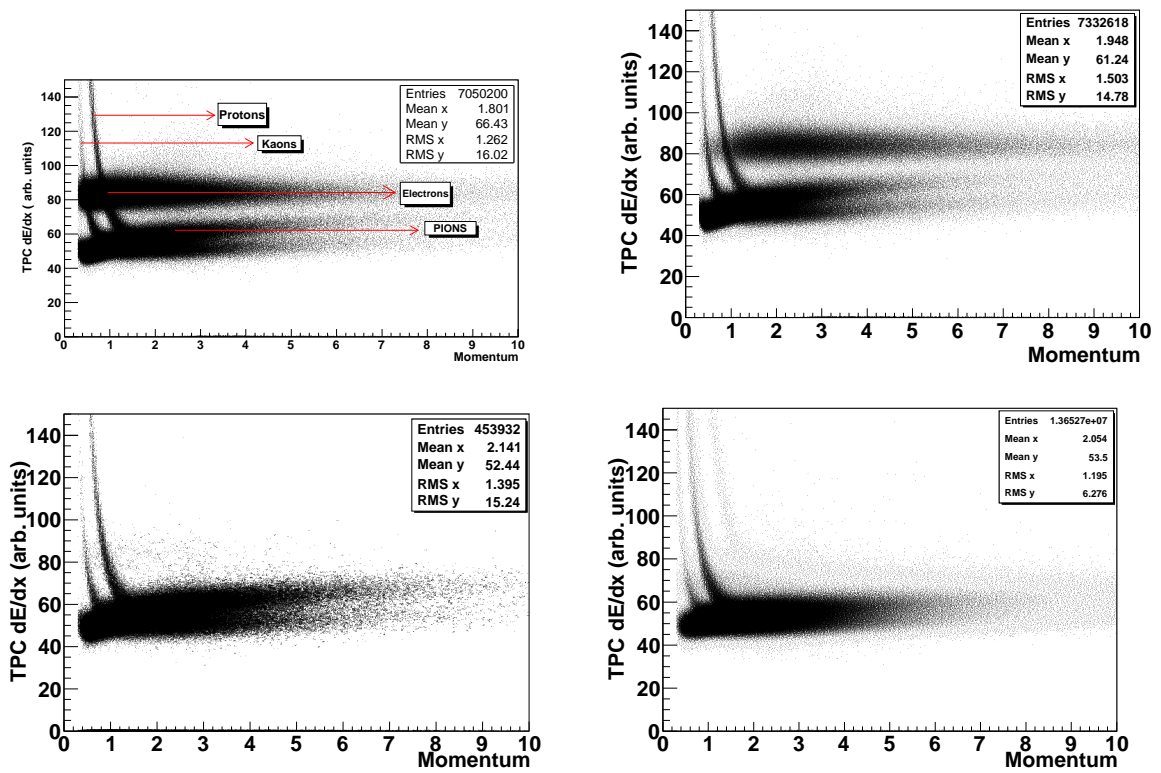 TPC dE/dx ( arb. units)
140
120
100
80
60
40
20
0
Protons
Kaons
Electrons
PIONS
Entries 7050200
Mean x 1.801
Mean y 66.43
RMS x 1.262
RMS y 16.02
0 1 2 3 4 5 6 7 8 9 10
Momentum
TPC dE/dx (arb. units)
140
120
100
80
60
40
20
0
Entries 7332618
Mean x 1.948
Mean y 61.24
RMS x 1.503
RMS y 14.78
0 1 2 3 4 5 6 7 8 9 10
Momentum
TPC dE/dx (arb. units)
140
120
100
80
60
40
20
0
Entries 453932
Mean x 2.141
Mean y 52.44
RMS x 1.395
RMS y 15.24
0 1 2 3 4 5 6 7 8 9 10
Momentum
TPC dE/dx (arb. units)
140
120
100
80
60
40
20
0
Entries 1.36527e+07
Mean x 2.054
Mean y 53.5
RMS x 1.195
RMS y 6.276
0 1 2 3 4 5 6 7 8 9 10
Momentum